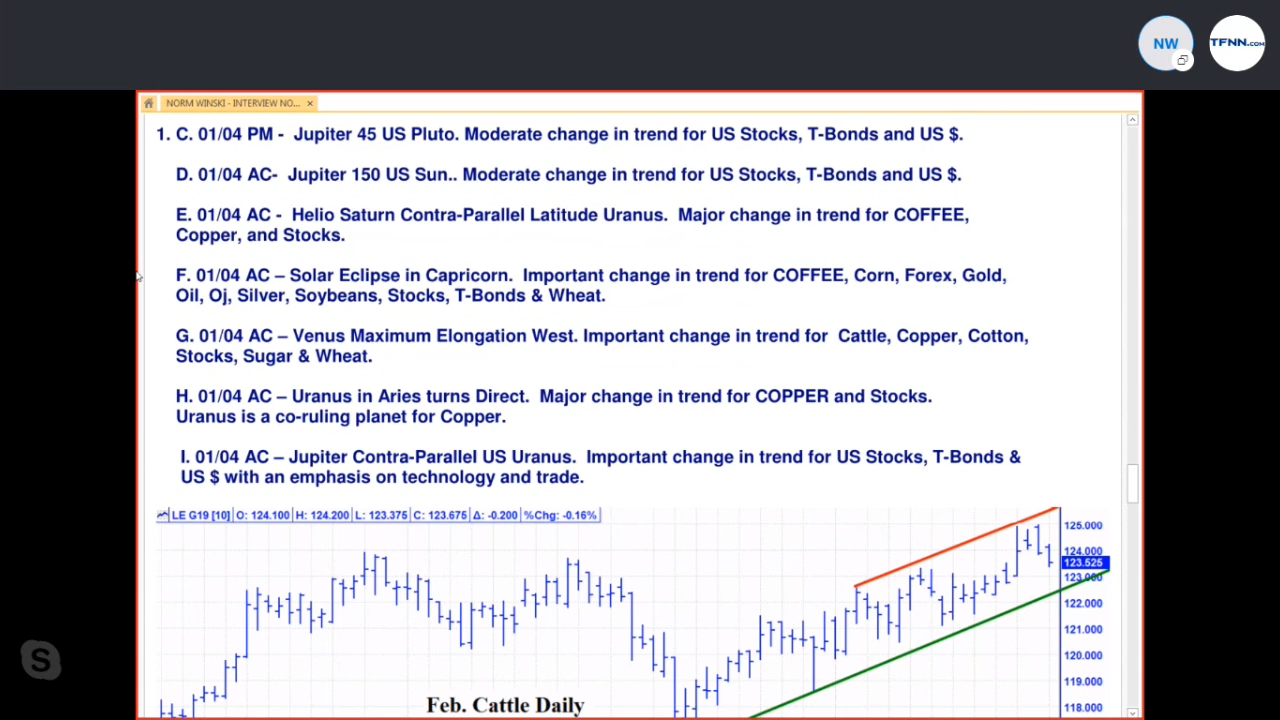 NW
TFNN.COM
NORM WINSKI - INTERVIEW NO... ×
1. C. 01/04 PM - Jupiter 45 US Pluto. Moderate change in trend for US Stocks, T-Bonds and US $.
D. 01/04 AC- Jupiter 150 US Sun.. Moderate change in trend for US Stocks, T-Bonds and US $.
E. 01/04 AC - Helio Saturn Contra-Parallel Latitude Uranus. Major change in trend for COFFEE,
Copper, and Stocks.
F. 01/04 AC – Solar Eclipse in Capricorn. Important change in trend for COFFEE, Corn, Forex, Gold,
Oil, Oj, Silver, Soybeans, Stocks, T-Bonds & Wheat.
G. 01/04 AC – Venus Maximum Elongation West. Important change in trend for Cattle, Copper, Cotton,
Stocks, Sugar & Wheat.
H. 01/04 AC – Uranus in Aries turns Direct. Major change in trend for COPPER and Stocks.
Uranus is a co-ruling planet for Copper.
I. 01/04 AC – Jupiter Contra-Parallel US Uranus. Important change in trend for US Stocks, T-Bonds &
US $ with an emphasis on technology and trade.
LE G19 [10] O: 124.100 H: 124.200 L: 123.375 C: 123.675 Δ: -0.200 %Chg: -0.16%
125.000
124.000
123.525
123.000
122.000
121.000
120.000
119.000
118.000
Feb. Cattle Daily
S